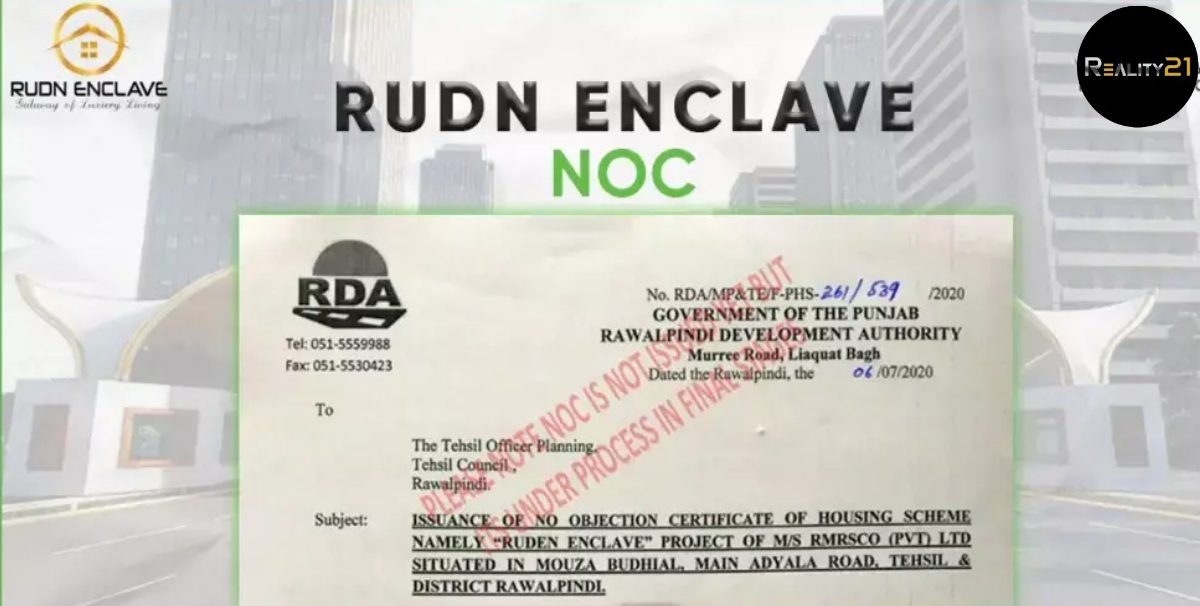 RUDN ENCLAVE
Gateway of Luxury Living
REALITY21
RUDN ENCLAVE
NOC
RDA
Tel: 051-5559988
Fax: 051-5530423
No. RDA/MP&TE/F-PHS-261/539 /2020
GOVERNMENT OF THE PUNJAB
RAWALPINDI DEVELOPMENT AUTHORITY
Murree Road, Liaquat Bagh
Dated the Rawalpindi, the 06/07/2020
To
The Tehsil Officer Planning,
Tehsil Council,
Rawalpindi.
Subject: ISSUANCE OF NO OBJECTION CERTIFICATE OF HOUSING SCHEME
NAMELY “RUDEN ENCLAVE” PROJECT OF M/S RMRSCO (PVT) LTD
SITUATED IN MOUZA BUDHIAL, MAIN ADYALA ROAD, TEHSIL &
DISTRICT RAWALPINDI.
PLEASE NOTE NOC IS NOT ISSUED YET BUT
ITS UNDER PROCESS IN FINAL STAGES